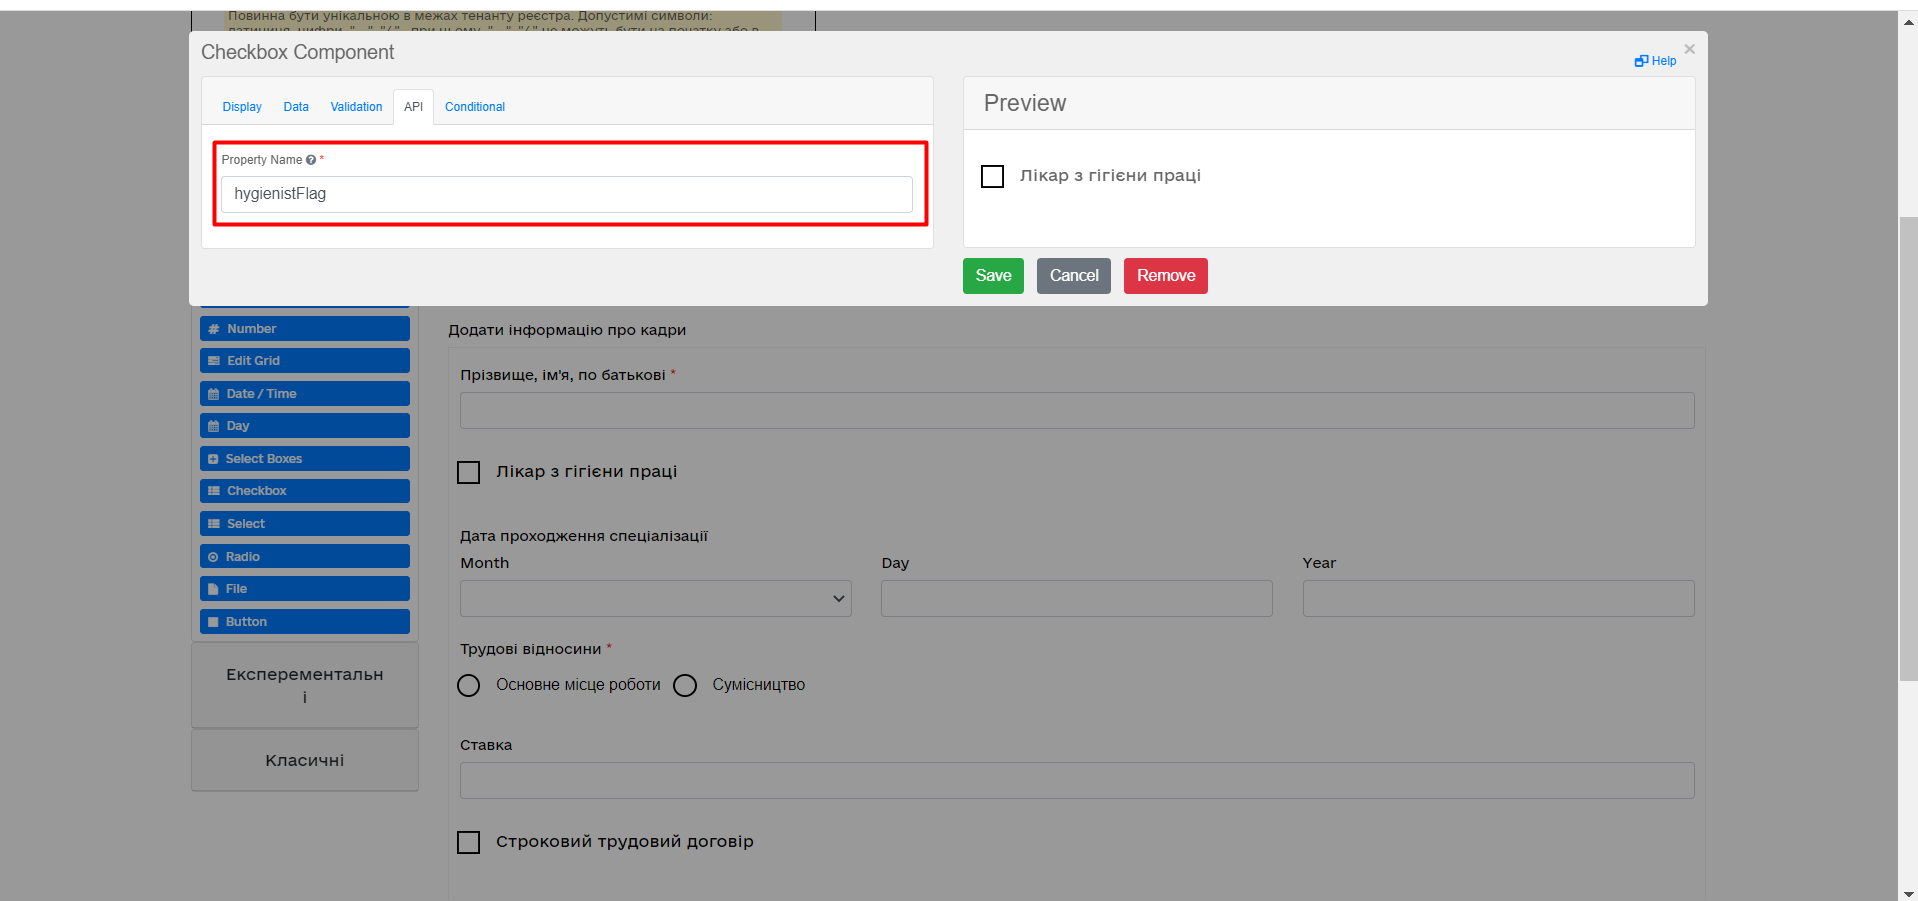 Повинна бути унікальною в межах тенанту реєстра. Допустимі символи:
Checkbox Component
Help
×
Display
Data
Validation
API
Conditional
Property Name *
hygienistFlag
Preview
Лікар з гігієни праці
Save
Cancel
Remove
Number
Edit Grid
Date / Time
Day
Select Boxes
Checkbox
Select
Radio
File
Button
Експерементальн
і
Класичні
Додати інформацію про кадри
Прізвище, ім'я, по батькові *
Лікар з гігієни праці
Дата проходження спеціалізації
Month
Day
Year
Трудові відносини *
Основне місце роботи
Сумісництво
Ставка
Строковий трудовий договір